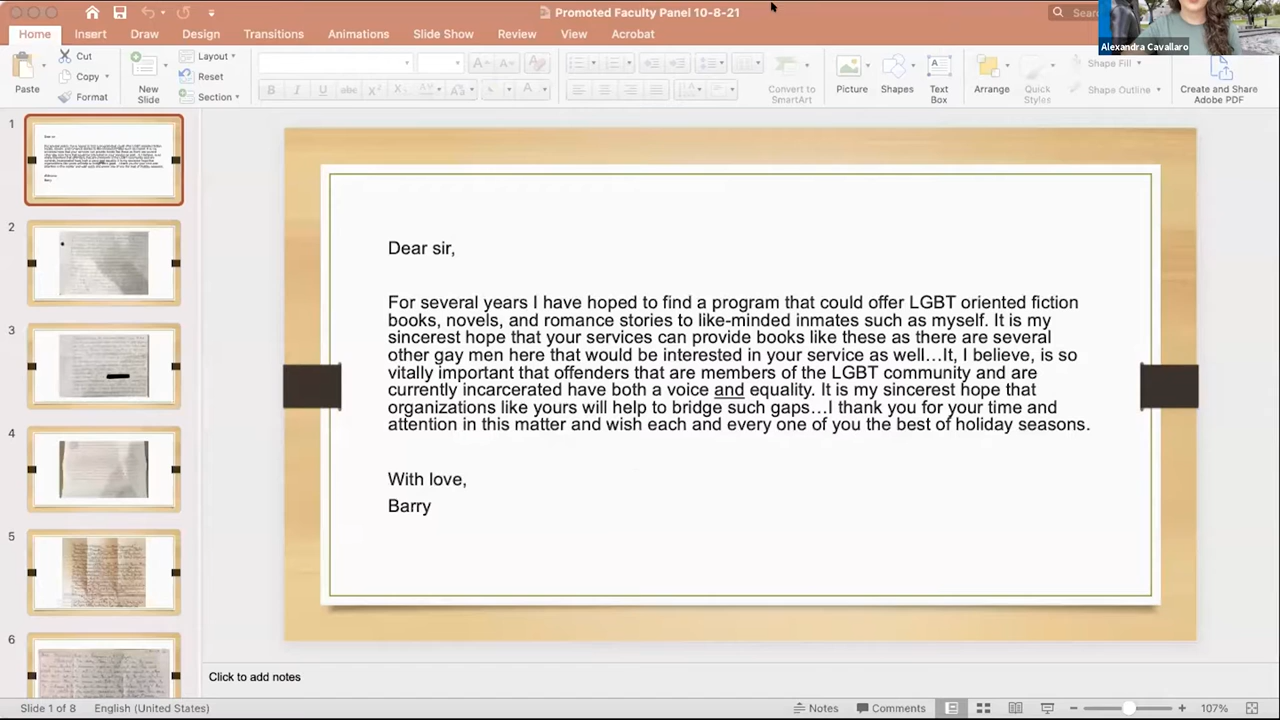 Promoted Faculty Panel 10-8-21
Sear
Alexandra Cavallaro
Home Insert Draw Design Transitions Animations Slide Show Review View Acrobat
Paste
Cut
Copy
Format
New Slide
Layout
Reset
Section
Convert to SmartArt
Picture
Shapes
Text Box
Arrange
Quick Styles
Shape Fill
Shape Outline
Create and Share Adobe PDF
1
2
3
4
5
6
Dear sir,
For several years I have hoped to find a program that could offer LGBT oriented fiction
books, novels, and romance stories to like-minded inmates such as myself. It is my
sincerest hope that your services can provide books like these as there are several
other gay men here that would be interested in your service as well…It, I believe, is so
vitally important that offenders that are members of the LGBT community and are
currently incarcerated have both a voice and equality. It is my sincerest hope that
organizations like yours will help to bridge such gaps…I thank you for your time and
attention in this matter and wish each and every one of you the best of holiday seasons.
With love,
Barry
Click to add notes
Slide 1 of 8 English (United States) Notes Comments 107%